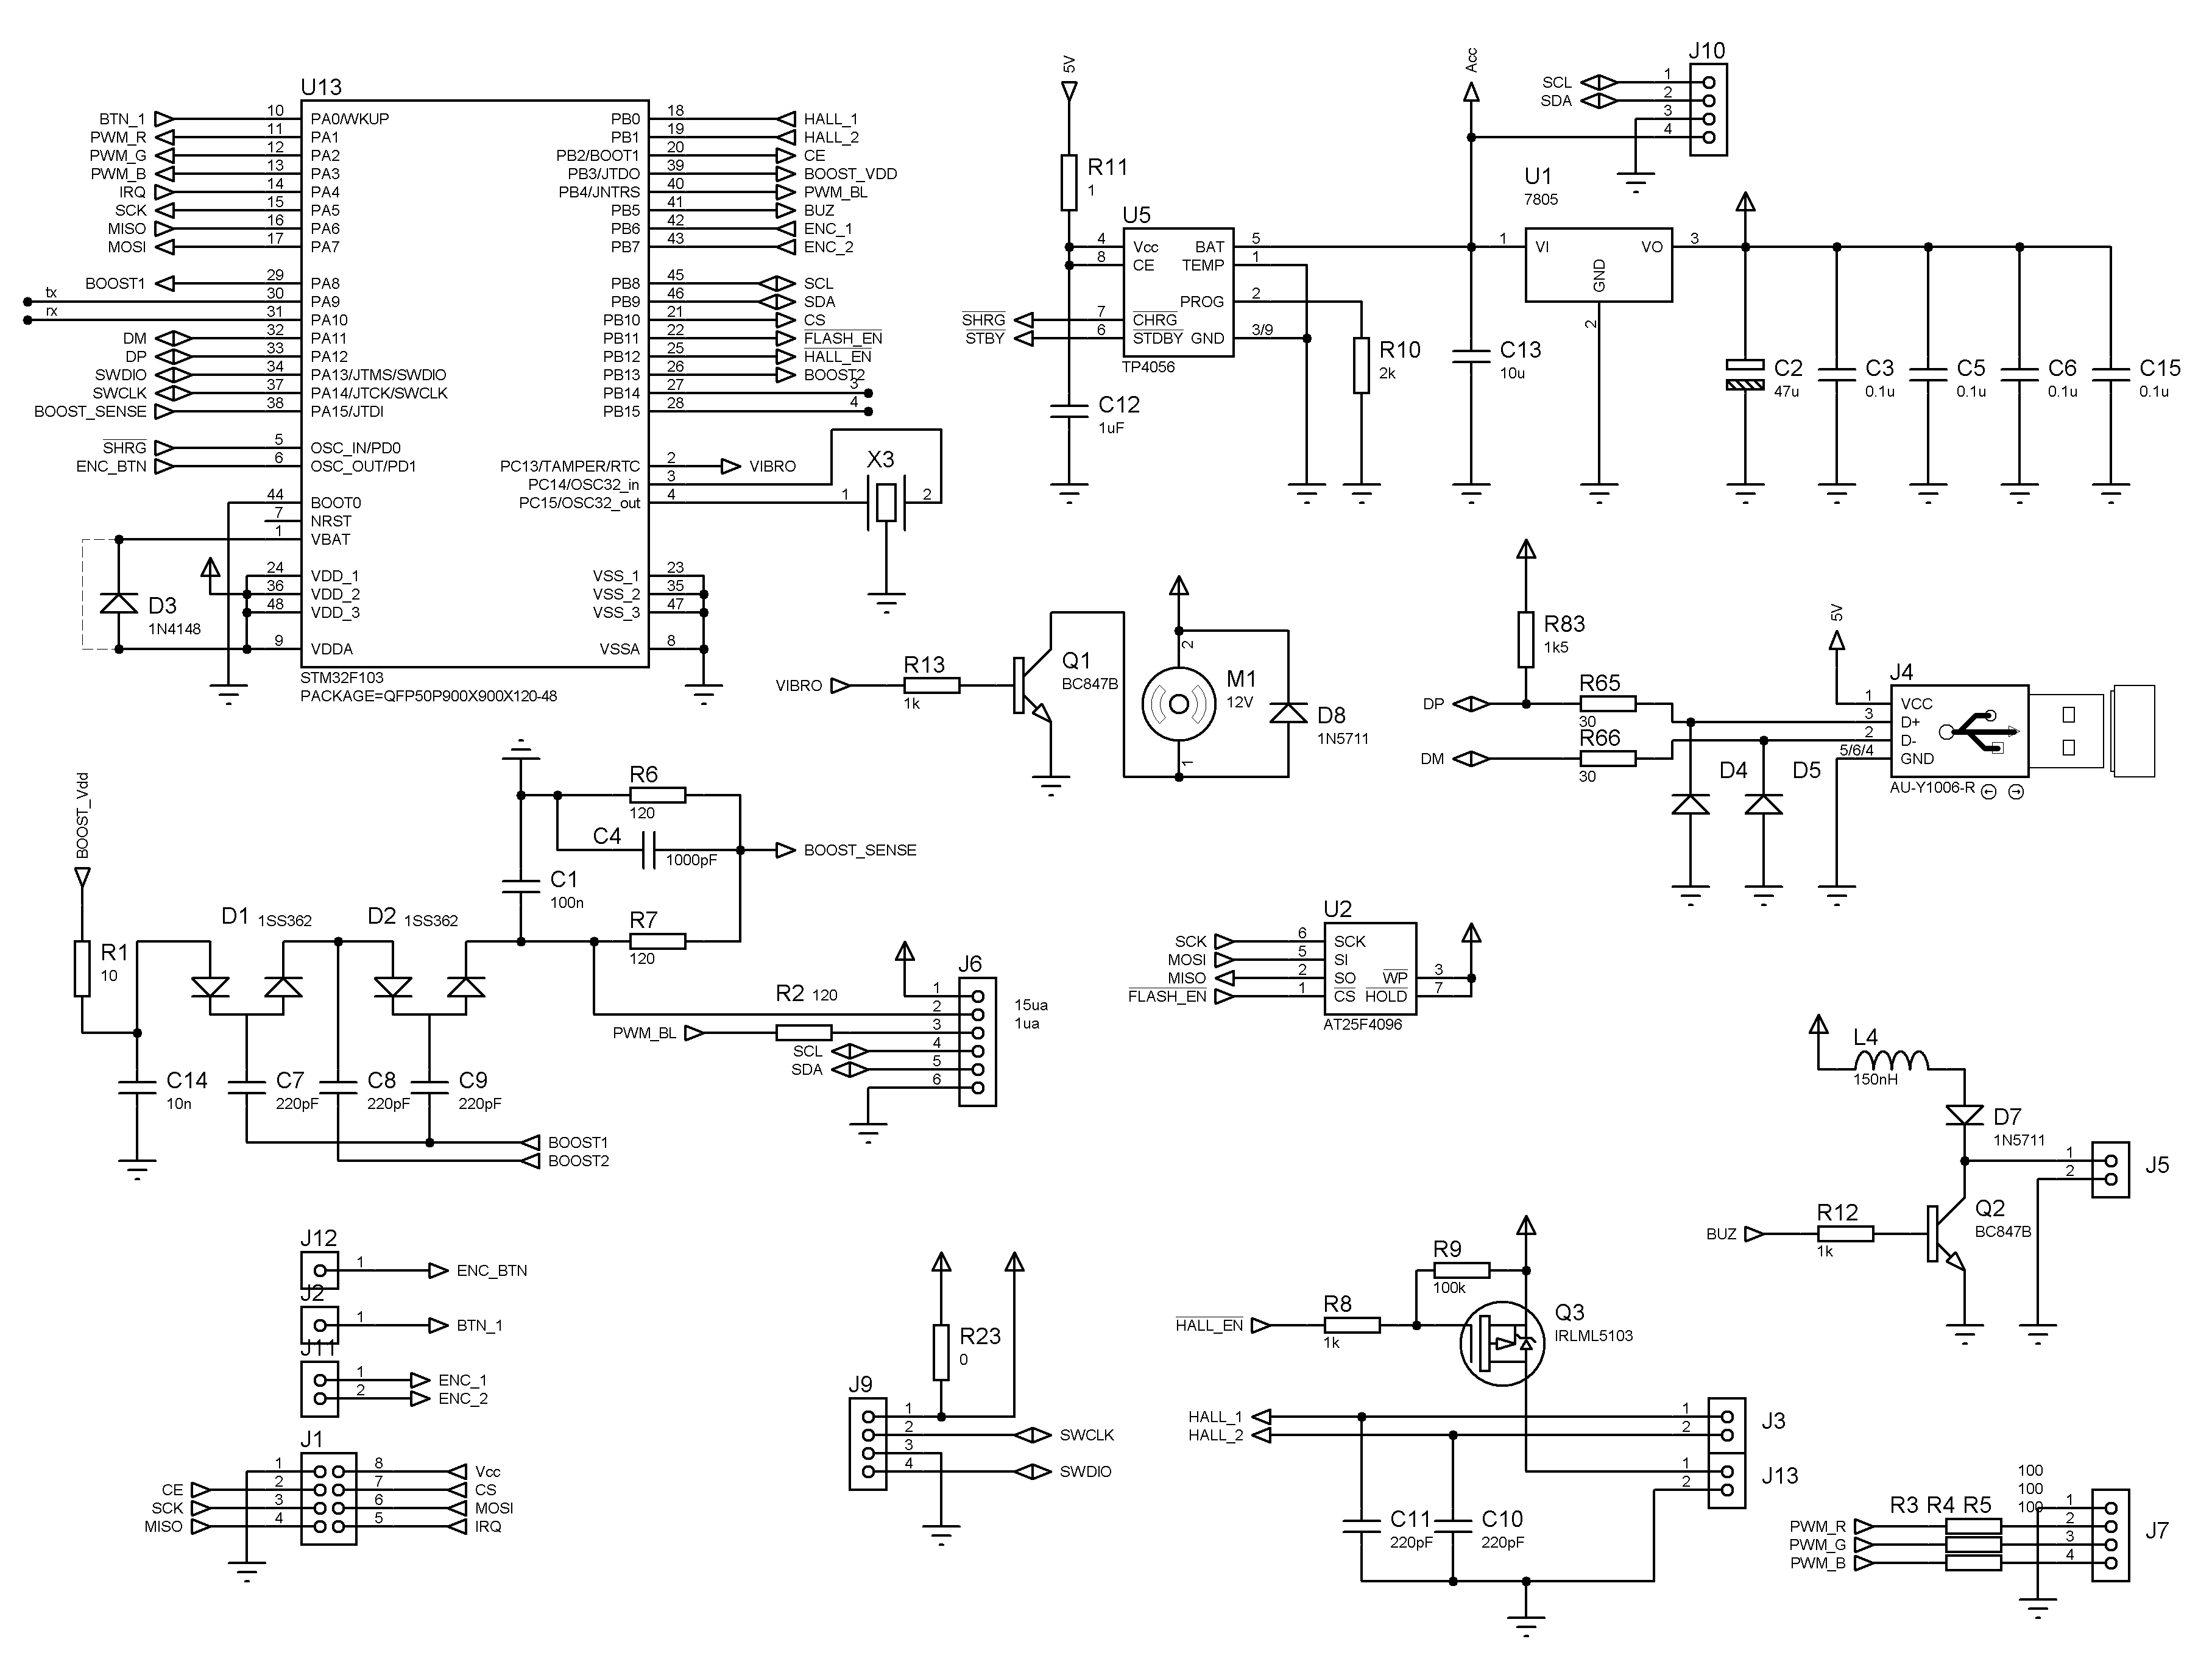 U13
BTN_1 10 PA0/WKUP PB0 18 HALL_1
PWM_R 11 PA1 PB1 19 HALL_2
PWM_G 12 PA2 PB2/BOOT1 20 CE
PWM_B 13 PA3 PB3/JTDO 39 BOOST_VDD
IRQ 14 PA4 PB4/JNTRS 40 PWM_BL
SCK 15 PA5 PB5 41 BUZ
MISO 16 PA6 PB6 42 ENC_1
MOSI 17 PA7 PB7 43 ENC_2
BOOST1 29 PA8 PB8 45 SCL
tx 30 PA9 PB9 46 SDA
rx 31 PA10 PB10 21 CS
DM 32 PA11 PB11 22 FLASH_EN
DP 33 PA12 PB12 25 HALL_EN
SWDIO 34 PA13/JTMS/SWDIO PB13 26 BOOST2
SWCLK 37 PA14/JTCK/SWCLK PB14 27 3
BOOST_SENSE 38 PA15/JTDI PB15 28 4
SHRG 5 OSC_IN/PD0
ENC_BTN 6 OSC_OUT/PD1 PC13/TAMPER/RTC 2 VIBRO
PC14/OSC32_in 3
44 BOOT0 PC15/OSC32_out 4
7 NRST
1 VBAT
X3
1 2
24 VDD_1 VSS_1 23
36 VDD_2 VSS_2 35
48 VDD_3 VSS_3 47
9 VDDA VSSA 8
D3
1N4148
STM32F103
PACKAGE=QFP50P900X900X120-48
5V
R11
1
U5
4 Vcc BAT 5
8 CE TEMP 1
PROG 2
SHRG 7 CHRG
STBY 6 STDBY GND 3/9
TP4056
C12
1uF
R10
2k
Acc
C13
10u
J10
SCL 1
SDA 2
3
4
U1
7805
1 VI VO 3
GND
2
C2
47u
C3
0.1u
C5
0.1u
C6
0.1u
C15
0.1u
VIBRO
R13
1k
Q1
BC847B
2
M1
12V
1
D8
1N5711
R83
1k5
DP
R65
30
DM
R66
30
D4
D5
5V
J4
1 VCC
3 D+
2 D-
5/6/4 GND
AU-Y1006-R
BOOST_Vdd
R1
10
D1 1SS362
D2 1SS362
R6
120
C4
1000pF
BOOST_SENSE
C1
100n
R7
120
C14
10n
C7
220pF
C8
220pF
C9
220pF
BOOST1
BOOST2
J6
1 15ua
2 1ua
R2 120
PWM_BL 3
SCL 4
SDA 5
6
U2
SCK 6 SCK
MOSI 5 SI
MISO 2 SO WP 3
FLASH_EN 1 CS HOLD 7
AT25F4096
L4
150nH
D7
1N5711
1
2
J5
BUZ
R12
1k
Q2
BC847B
J12
1 ENC_BTN
J2
1 BTN_1
J11
1 ENC_1
2 ENC_2
J1
1 8 Vcc
CE 2 7 CS
SCK 3 6 MOSI
MISO 4 5 IRQ
R23
0
J9
1
2 SWCLK
3
4 SWDIO
R9
100k
HALL_EN
R8
1k
Q3
IRLML5103
HALL_1 1
HALL_2 2
J3
1
2
J13
C11
220pF
C10
220pF
100
100
100
R3 R4 R5
1
PWM_R 2
PWM_G 3
PWM_B 4
J7